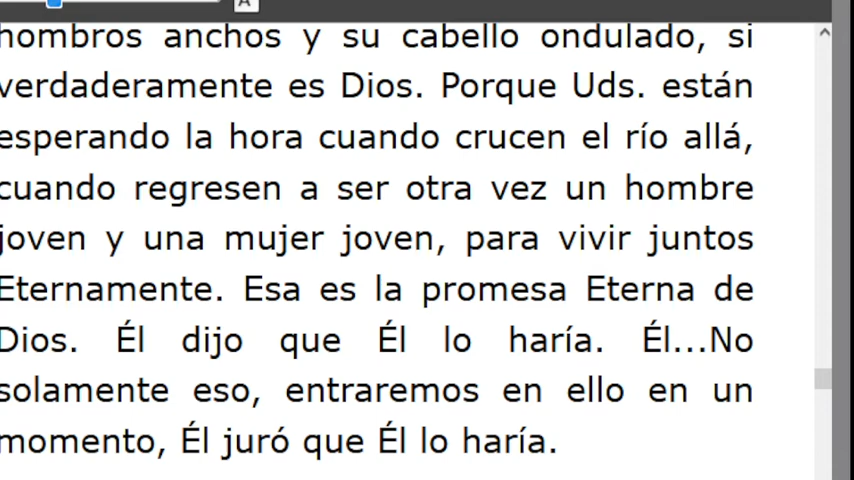 A
hombros anchos y su cabello ondulado, si
verdaderamente es Dios. Porque Uds. están
esperando la hora cuando crucen el río allá,
cuando regresen a ser otra vez un hombre
joven y una mujer joven, para vivir juntos
Eternamente. Esa es la promesa Eterna de
Dios. Él dijo que Él lo haría. Él...No
solamente eso, entraremos en ello en un
momento, Él juró que Él lo haría.